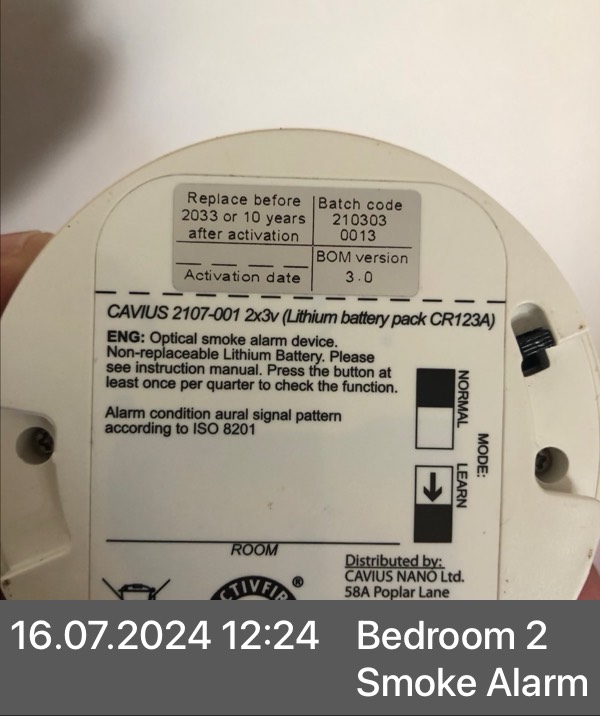 Replace before
2033 or 10 years
after activation
Activation date
Batch code
210303
0013
BOM version
3.0
CAVIUS 2107-001 2x3v (Lithium battery pack CR123A)
ENG: Optical smoke alarm device.
Non-replaceable Lithium Battery. Please
see instruction manual. Press the button at
least once per quarter to check the function.
Alarm condition aural signal pattern
according to ISO 8201
NORMAL
MODE:
LEARN
ROOM
Distributed by:
CAVIUS NANO Ltd.
58A Poplar Lane
16.07.2024 12:24
Bedroom 2
Smoke Alarm